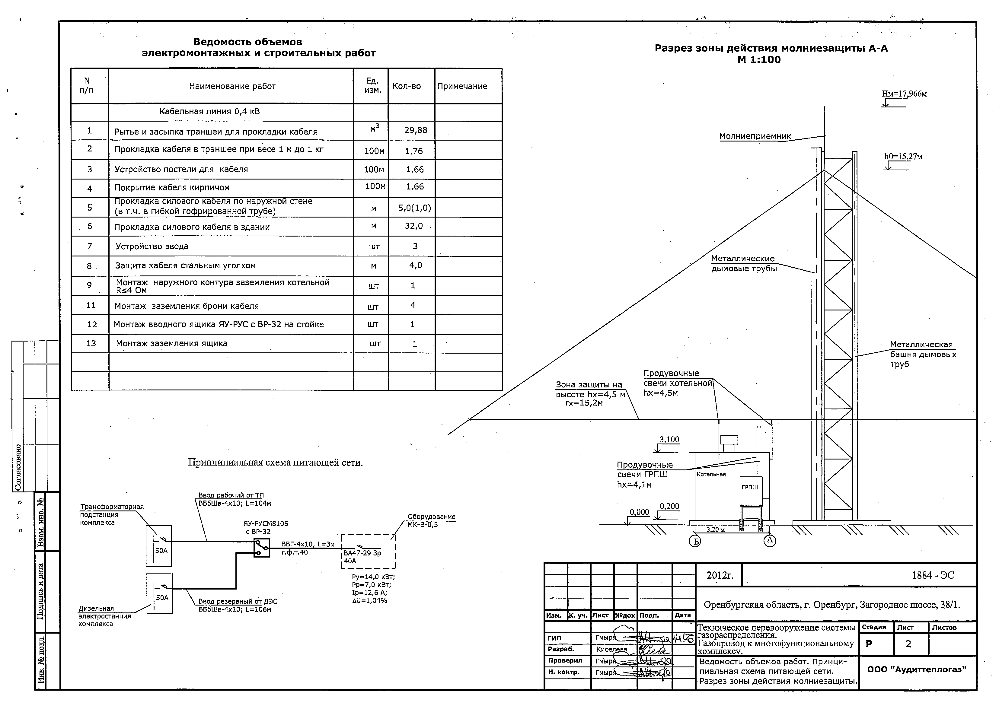 Ведомость объемов
электромонтажных и строительных работ
N п/п Наименование работ Ед. изм. Кол-во Примечание
Кабельная линия 0,4 кВ
1 Рытье и засыпка траншеи для прокладки кабеля м3 29,88
2 Прокладка кабеля в траншее при весе 1 м до 1 кг 100м 1,76
3 Устройство постели для кабеля 100м 1,66
4 Покрытие кабеля кирпичом 100м 1,66
5 Прокладка силового кабеля по наружной стене
(в т.ч. в гибкой гофрированной трубе) м 5,0(1,0)
6 Прокладка силового кабеля в здании м 32,0
7 Устройство ввода шт 3
8 Защита кабеля стальным уголком м 4,0
9 Монтаж наружного контура заземления котельной
R≤4 Ом шт 1
11 Монтаж заземления брони кабеля шт 4
12 Монтаж вводного ящика ЯУ-РУС с ВР-32 на стойке шт 1
13 Монтаж заземления ящика шт 1
Разрез зоны действия молниезащиты А-А
М 1:100
Нм=17,966м
Молниеприемник
h0=15,27м
Металлические
дымовые трубы
Металлическая
башня дымовых
труб
Продувочные
свечи котельной
hx=4,5м
Зона защиты на
высоте hx=4,5 м
rx=15,2м
3,100
Продувочные
свечи ГРПШ
hx=4,1м
Котельная
ГРПШ
0,000
0,200
3,20 м
Б
А
Принципиальная схема питающей сети.
Трансформаторная
подстанция
комплекса
50А
Ввод рабочий от ТП
ВБбШв-4х10; L=104м
ЯУ-РУСМ8105
с ВР-32
ВВГ-4х10, L=3м
г.ф.т.40
Оборудование
МК-В-0,5
ВА47-29 3р
40А
Ру=14,0 кВт;
Рр=7,0 кВт;
Iр=12,6 А;
ΔU=1,04%
50А
Дизельная
электростанция
комплекса
Ввод резервный от ДЭС
ВБбШв-4х10; L=106м
Согласовано
Взам. инв. №
Подпись и дата
Инв. № подл.
2012г. 1884 - ЭС
Оренбургская область, г. Оренбург, Загородное шоссе, 38/1.
Изм. К. уч. Лист №док Подп. Дата
ГИП Гмыря 14.06
Разраб. Киселева
Проверил Гмыря
Н. контр. Гмыря
Техническое перевооружение системы
газораспределения.
Газопровод к многофункциональному
комплексу.
Стадия Лист Листов
Р 2
Ведомость объемов работ. Принци-
пиальная схема питающей сети.
Разрез зоны действия молниезащиты.
ООО "Аудиттеплогаз"